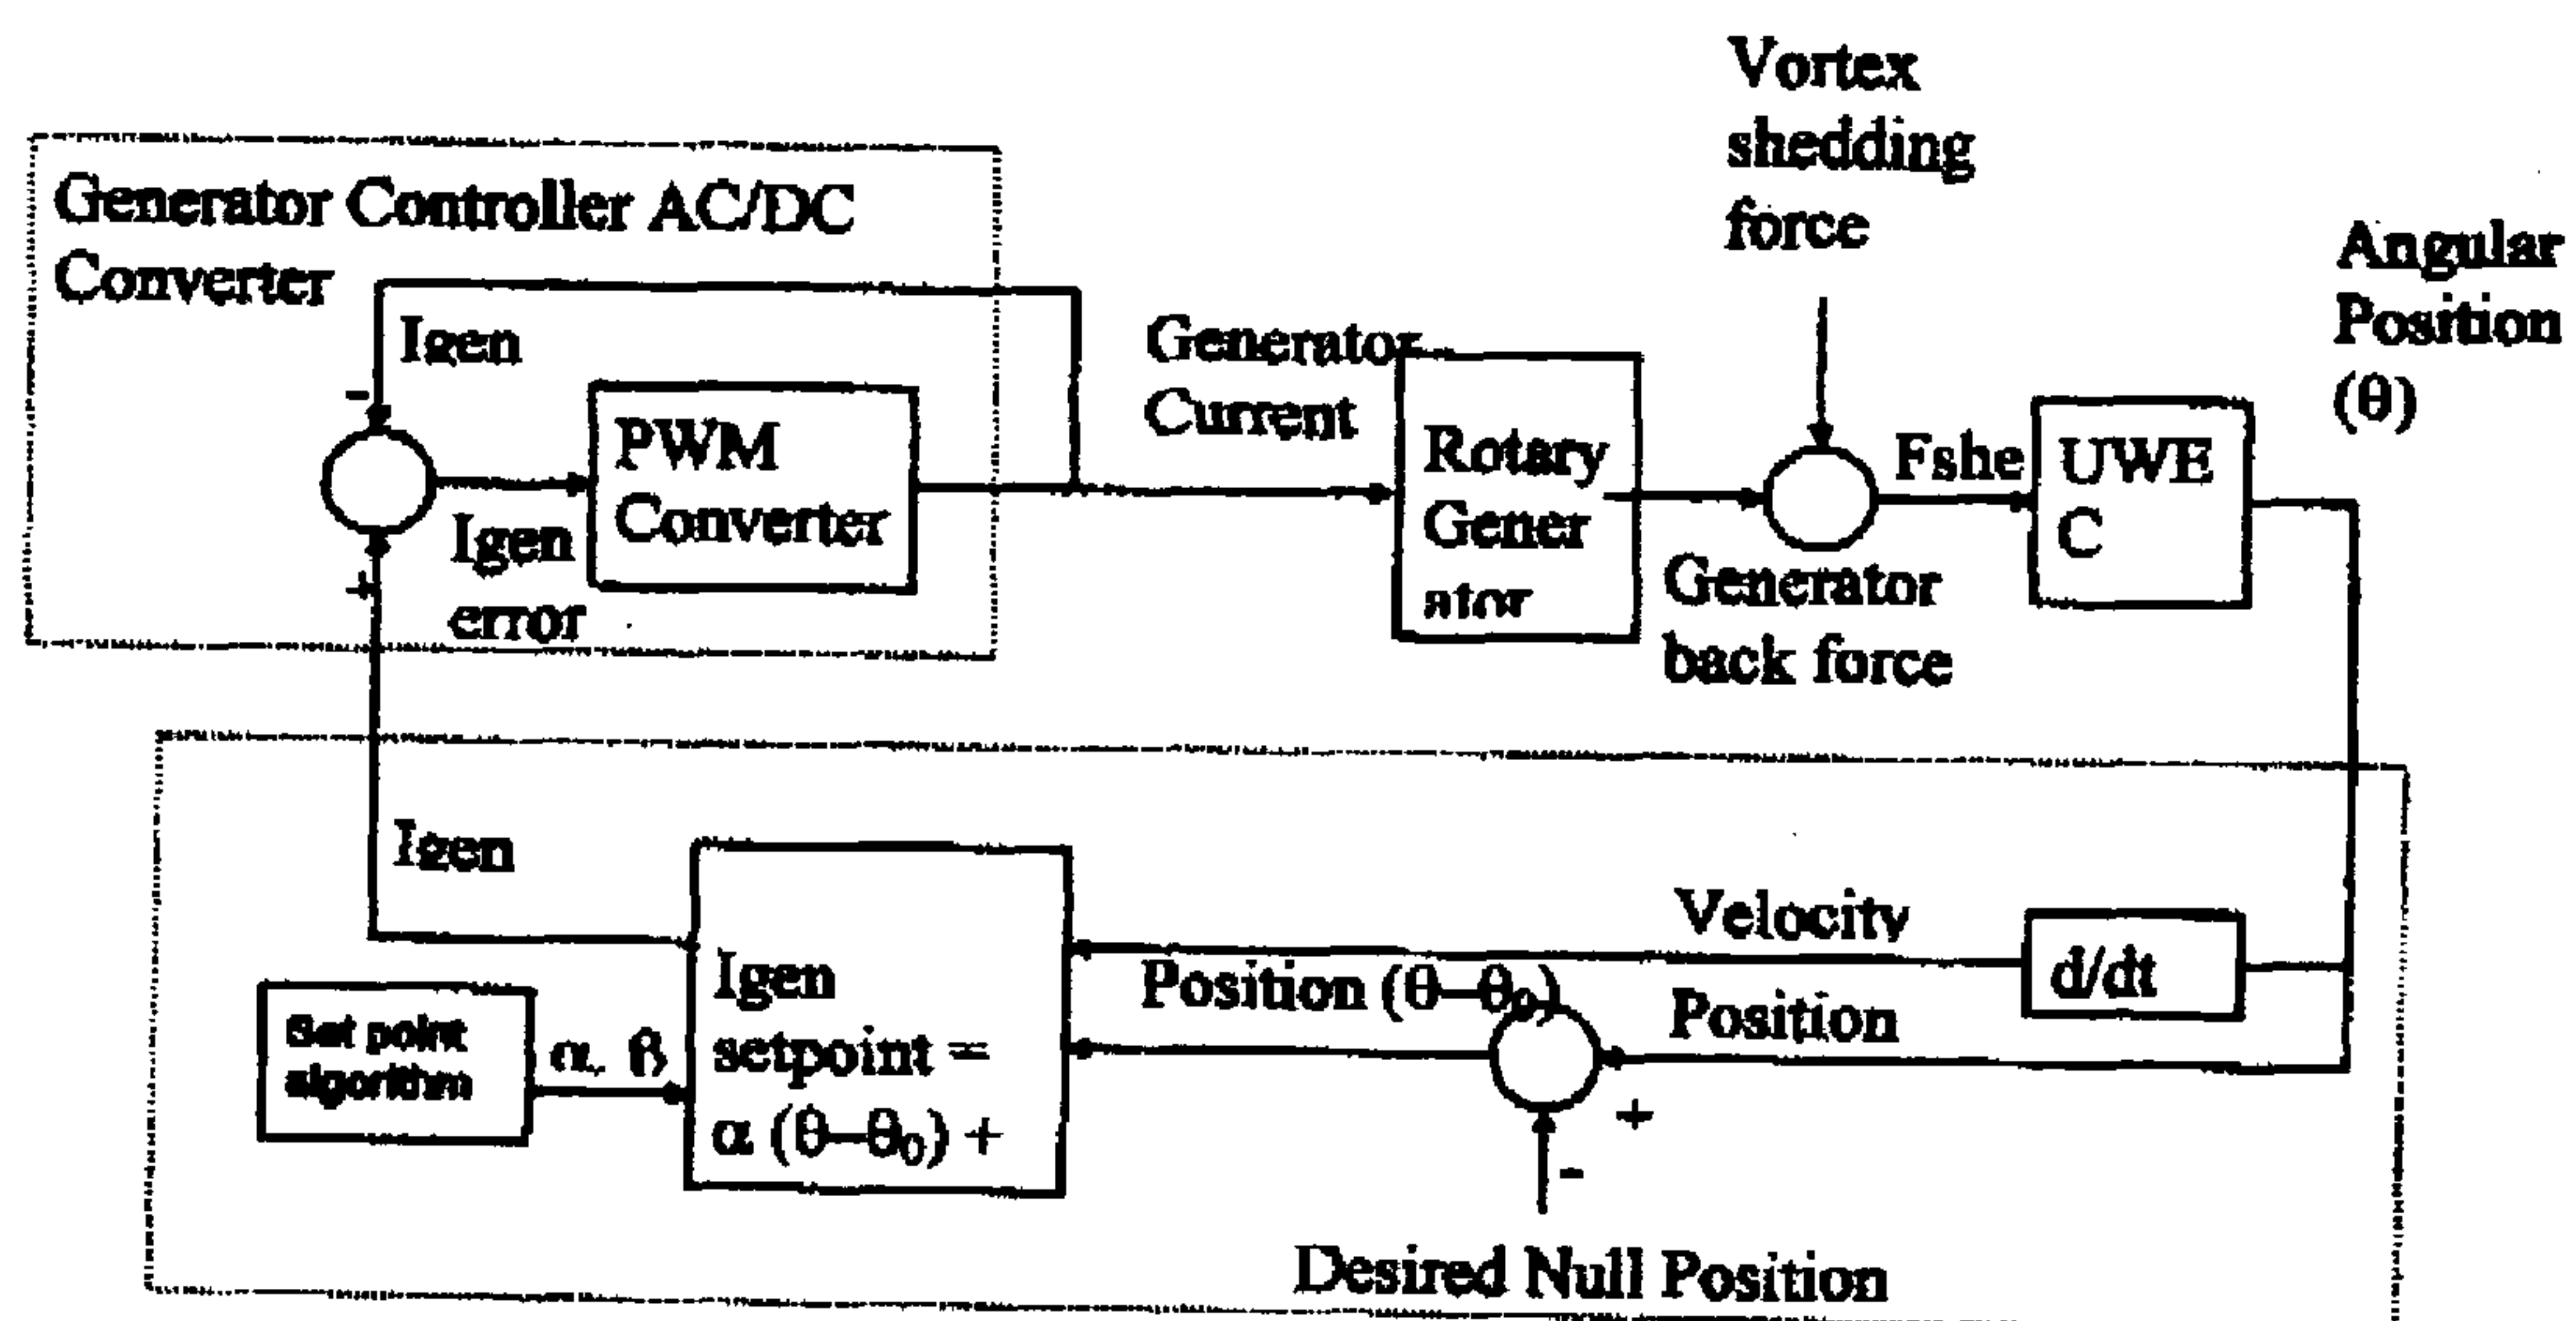 Vortex
shedding
force
Generator Controller AC/DC
Converter
Angular
Position
(θ)
Igen
-
Generator
Current
PWM
Converter
Igen
error
+
Rotary
Gener
ator
Fshe
UWE
C
Generator
back force
Igen
Velocity
d/dt
Position (θ–θ₀)
Position
Igen
setpoint =
α (θ–θ₀) +
Set point
algorithm
α, β
+
-
Desired Null Position